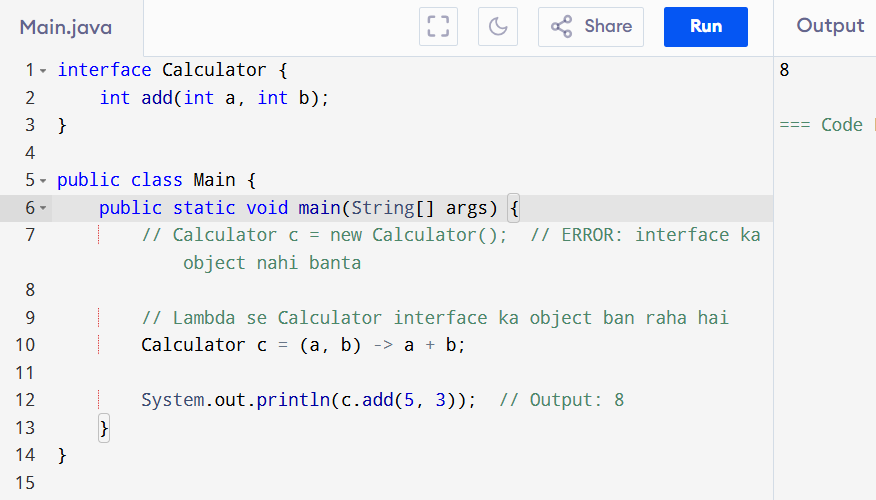 Main.java
Share
Run
Output
1 interface Calculator {
2     int add(int a, int b);
3 }
4
5 public class Main {
6     public static void main(String[] args) {
7         // Calculator c = new Calculator();  // ERROR: interface ka
            object nahi banta
8
9         // Lambda se Calculator interface ka object ban raha hai
10         Calculator c = (a, b) -> a + b;
11
12         System.out.println(c.add(5, 3));  // Output: 8
13     }
14 }
15
8
=== Code